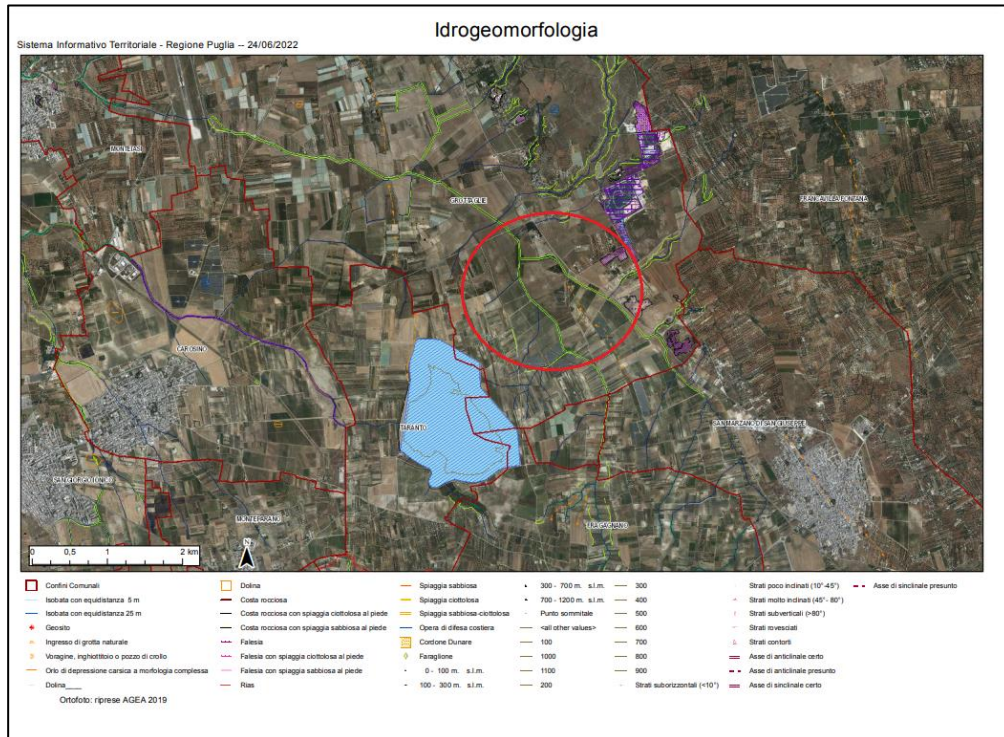 Idrogeomorfologia
Sistema Informativo Territoriale - Regione Puglia -- 24/06/2022
MONTEIASI
GROTTAGLIE
FRANCAVILLA FONTANA
CAROSINO
TARANTO
SAN MARZANO DI SAN GIUSEPPE
SAN GIORGIO IONICO
MONTEPARANO
FRAGAGNANO
0 0,5 1 2 km
N
Confini Comunali
Isobata con equidistanza 5 m
Isobata con equidistanza 25 m
Geosito
Ingresso di grotta naturale
Voragine, inghiottitoio o pozzo di crollo
Orlo di depressione carsica a morfologia complessa
Dolina____
Dolina
Costa rocciosa
Costa rocciosa con spiaggia ciottolosa al piede
Costa rocciosa con spiaggia sabbiosa al piede
Falesia
Falesia con spiaggia ciottolosa al piede
Falesia con spiaggia sabbiosa al piede
Rias
Spiaggia sabbiosa
Spiaggia ciottolosa
Spiaggia sabbiosa-ciottolosa
Opera di difesa costiera
Cordone Dunare
Faraglione
0 - 100 m. s.l.m.
100 - 300 m. s.l.m.
300 - 700 m. s.l.m.
700 - 1200 m. s.l.m.
Punto sommitale
<all other values>
100
1000
1100
200
300
400
500
600
700
800
900
Strati suborizzontali (<10°)
Strati poco inclinati (10°-45°)
Strati molto inclinati (45°- 80°)
Strati subverticali (>80°)
Strati rovesciati
Strati contorti
Asse di anticlinale certo
Asse di anticlinale presunto
Asse di sinclinale certo
Asse di sinclinale presunto
Ortofoto: riprese AGEA 2019